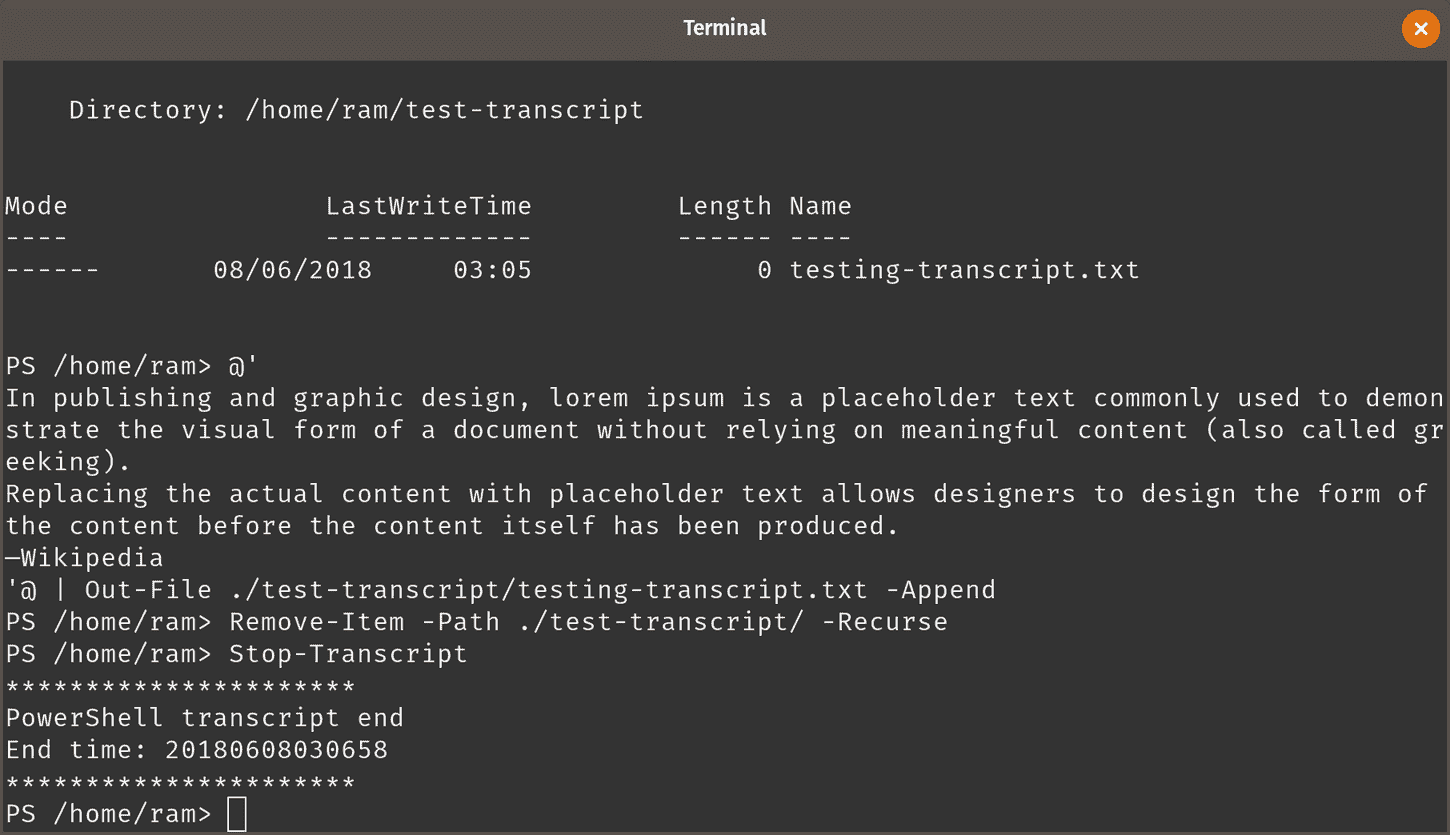 Terminal
    Directory: /home/ram/test-transcript
Mode                LastWriteTime         Length Name
----                -------------         ------ ----
------       08/06/2018     03:05              0 testing-transcript.txt
PS /home/ram> @'
In publishing and graphic design, lorem ipsum is a placeholder text commonly used to demon
strate the visual form of a document without relying on meaningful content (also called gr
eeking).
Replacing the actual content with placeholder text allows designers to design the form of
the content before the content itself has been produced.
—Wikipedia
'@ | Out-File ./test-transcript/testing-transcript.txt -Append
PS /home/ram> Remove-Item -Path ./test-transcript/ -Recurse
PS /home/ram> Stop-Transcript
**********************
PowerShell transcript end
End time: 20180608030658
**********************
PS /home/ram>